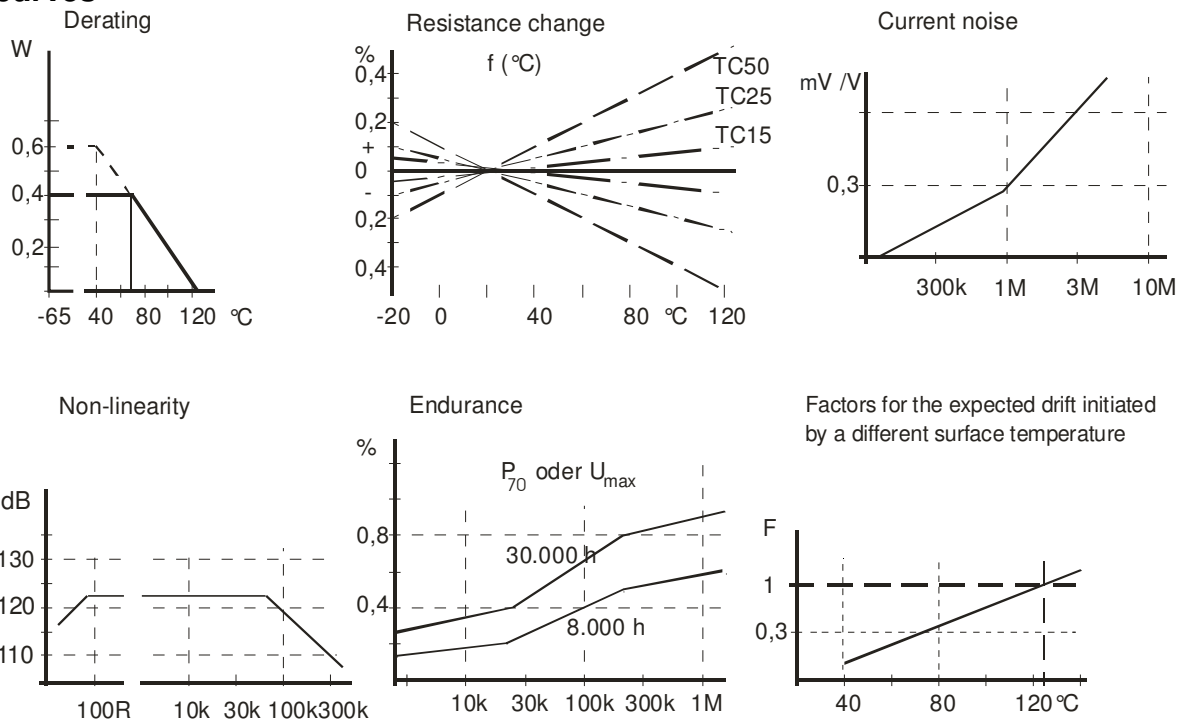 Derating
W
0,6
0,4
0,2
-65 40 80 120 °C
Resistance change
%
f (°C)
0,4
0,2
+
0
-
0,2
0,4
TC50
TC25
TC15
-20 0 40 80 °C 120
Current noise
mV /V
0,3
300k 1M 3M 10M
Non-linearity
dB
130
120
110
100R 10k 30k 100k300k
Endurance
%
P70 oder Umax
0,8
30.000 h
0,4
8.000 h
10k 30k 100k 300k 1M
Factors for the expected drift initiated
by a different surface temperature
F
1
0,3
40 80 120 °C